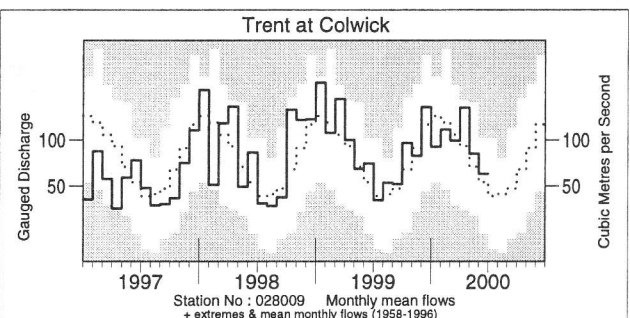 Trent at Colwick
Gauged Discharge
100
50
100
50
Cubic Metres per Second
1997 1998 1999 2000
Station No : 028009 Monthly mean flows
+ extremes & mean monthly flows (1958-1996)